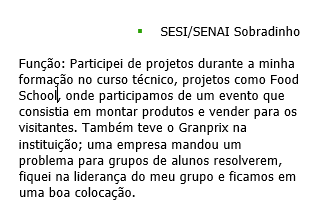 ▪ SESI/SENAI Sobradinho
Função: Participei de projetos durante a minha
formação no curso técnico, projetos como Food
School, onde participamos de um evento que
consistia em montar produtos e vender para os
visitantes. Também teve o Granprix na
instituição; uma empresa mandou um
problema para grupos de alunos resolverem,
fiquei na liderança do meu grupo e ficamos em
uma boa colocação.